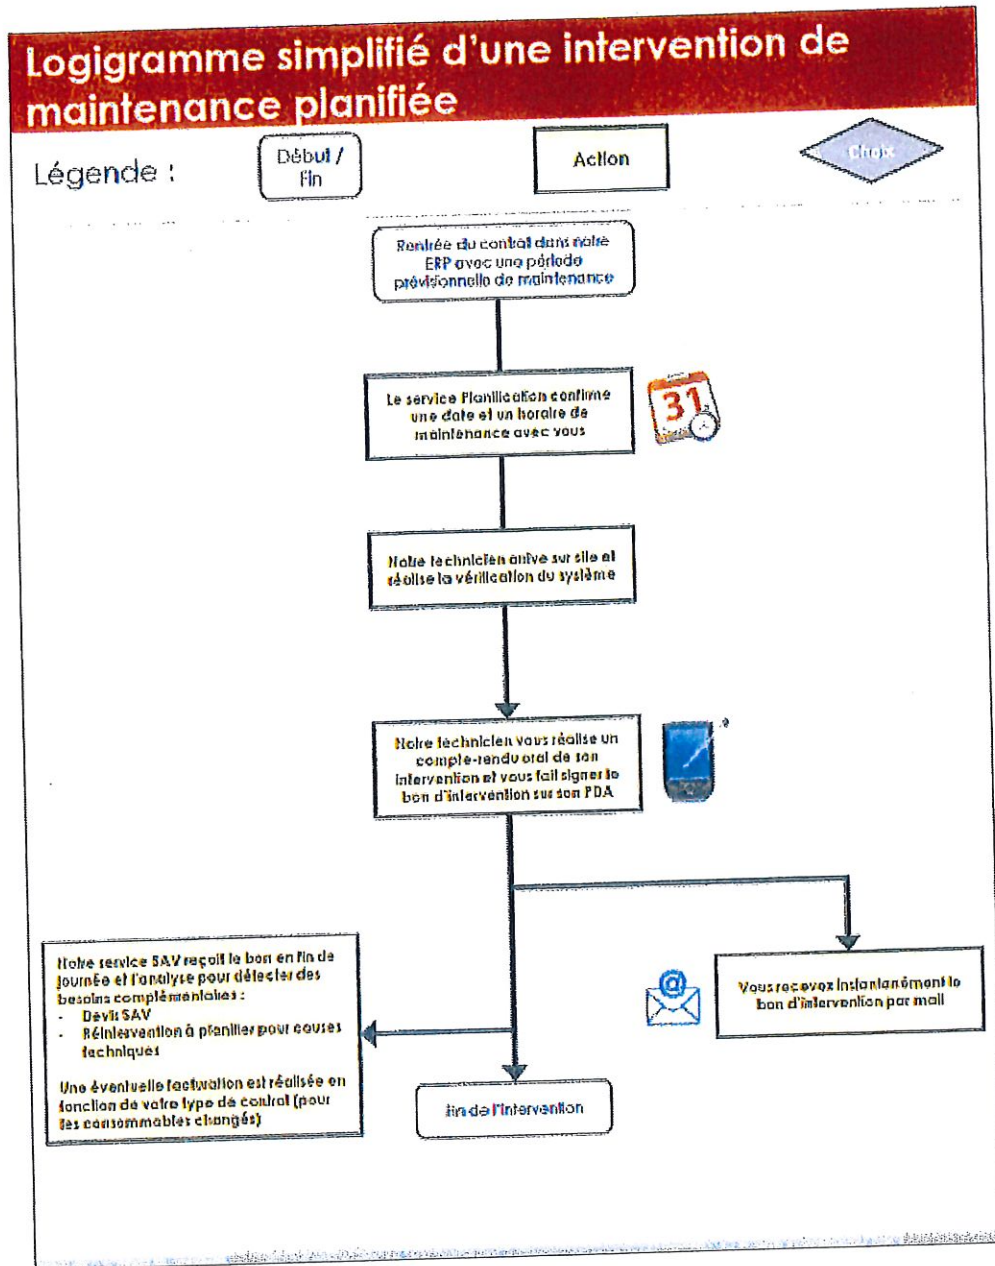 Logigramme simplifié d'une intervention de
maintenance planifiée
Légende :
Début /
Fin
Action
Choix
Rentrée du contrat dans notre
ERP avec une période
prévisionnelle de maintenance
Le service Planification confirme
une date et un horaire de
maintenance avec vous
31
Notre technicien arrive sur site et
réalise la vérification du système
Notre technicien vous réalise un
compte-rendu oral de son
intervention et vous fait signer le
bon d'intervention sur son PDA
Notre service SAV reçoit le bon en fin de
journée et l'analyse pour détecter des
besoins complémentaires :
- Devis SAV
- Réintervention à planifier pour causes
techniques
Une éventuelle facturation est réalisée en
fonction de votre type de contrat (pour
les consommables changés)
@
Vous recevez instantanément le
bon d'intervention par mail
Fin de l'intervention